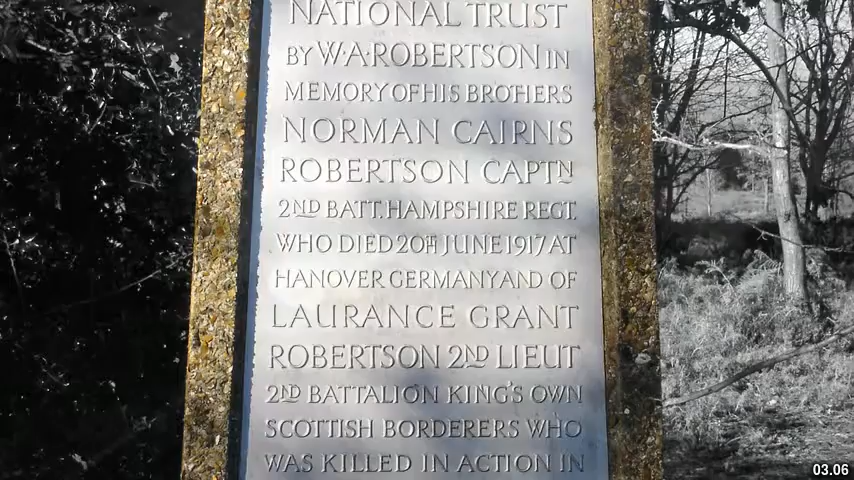 NATIONAL TRUST
BY W·A·ROBERTSON IN
MEMORY OF HIS BROTHERS
NORMAN CAIRNS
ROBERTSON CAPTN
2ND BATT. HAMPSHIRE REGT.
WHO DIED 20TH JUNE 1917 AT
HANOVER GERMANY AND OF
LAURANCE GRANT
ROBERTSON 2ND LIEUT
2ND BATTALION KING'S OWN
SCOTTISH BORDERERS WHO
WAS KILLED IN ACTION IN
03.06